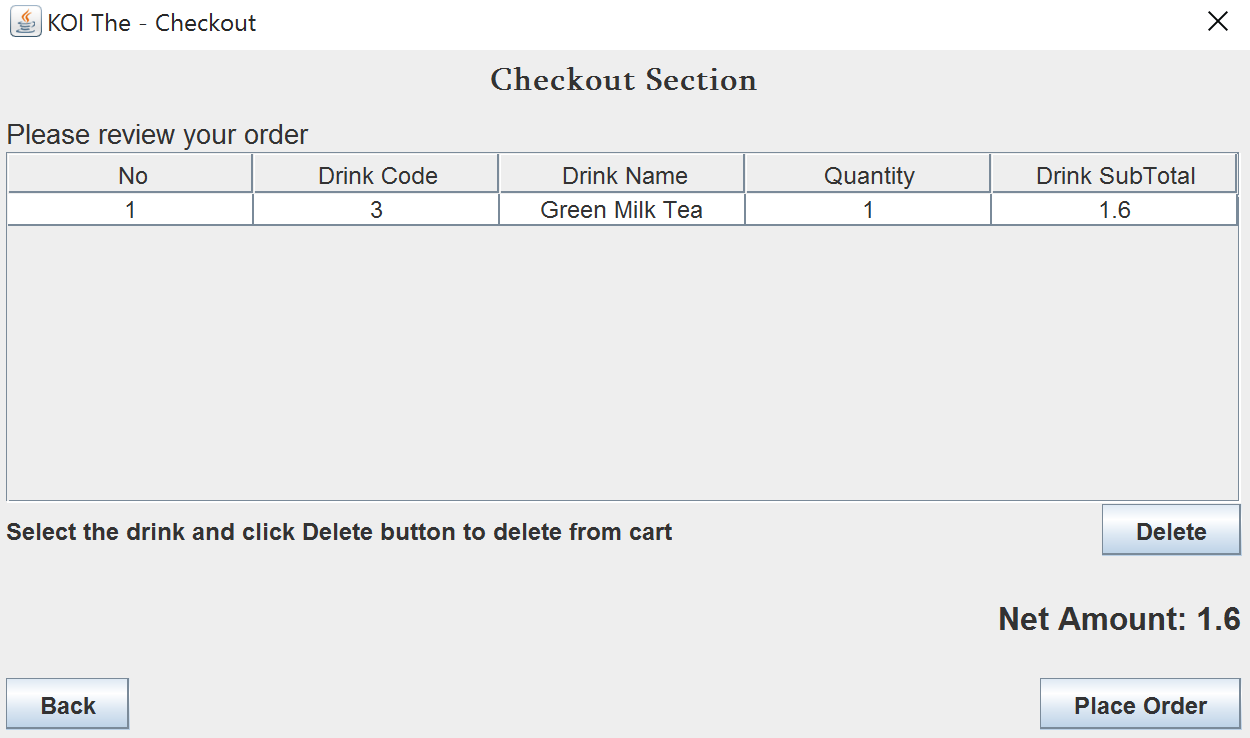 KOI The - Checkout
Checkout Section
Please review your order
No Drink Code Drink Name Quantity Drink SubTotal
1 3 Green Milk Tea 1 1.6
Select the drink and click Delete button to delete from cart
Delete
Net Amount: 1.6
Back Place Order